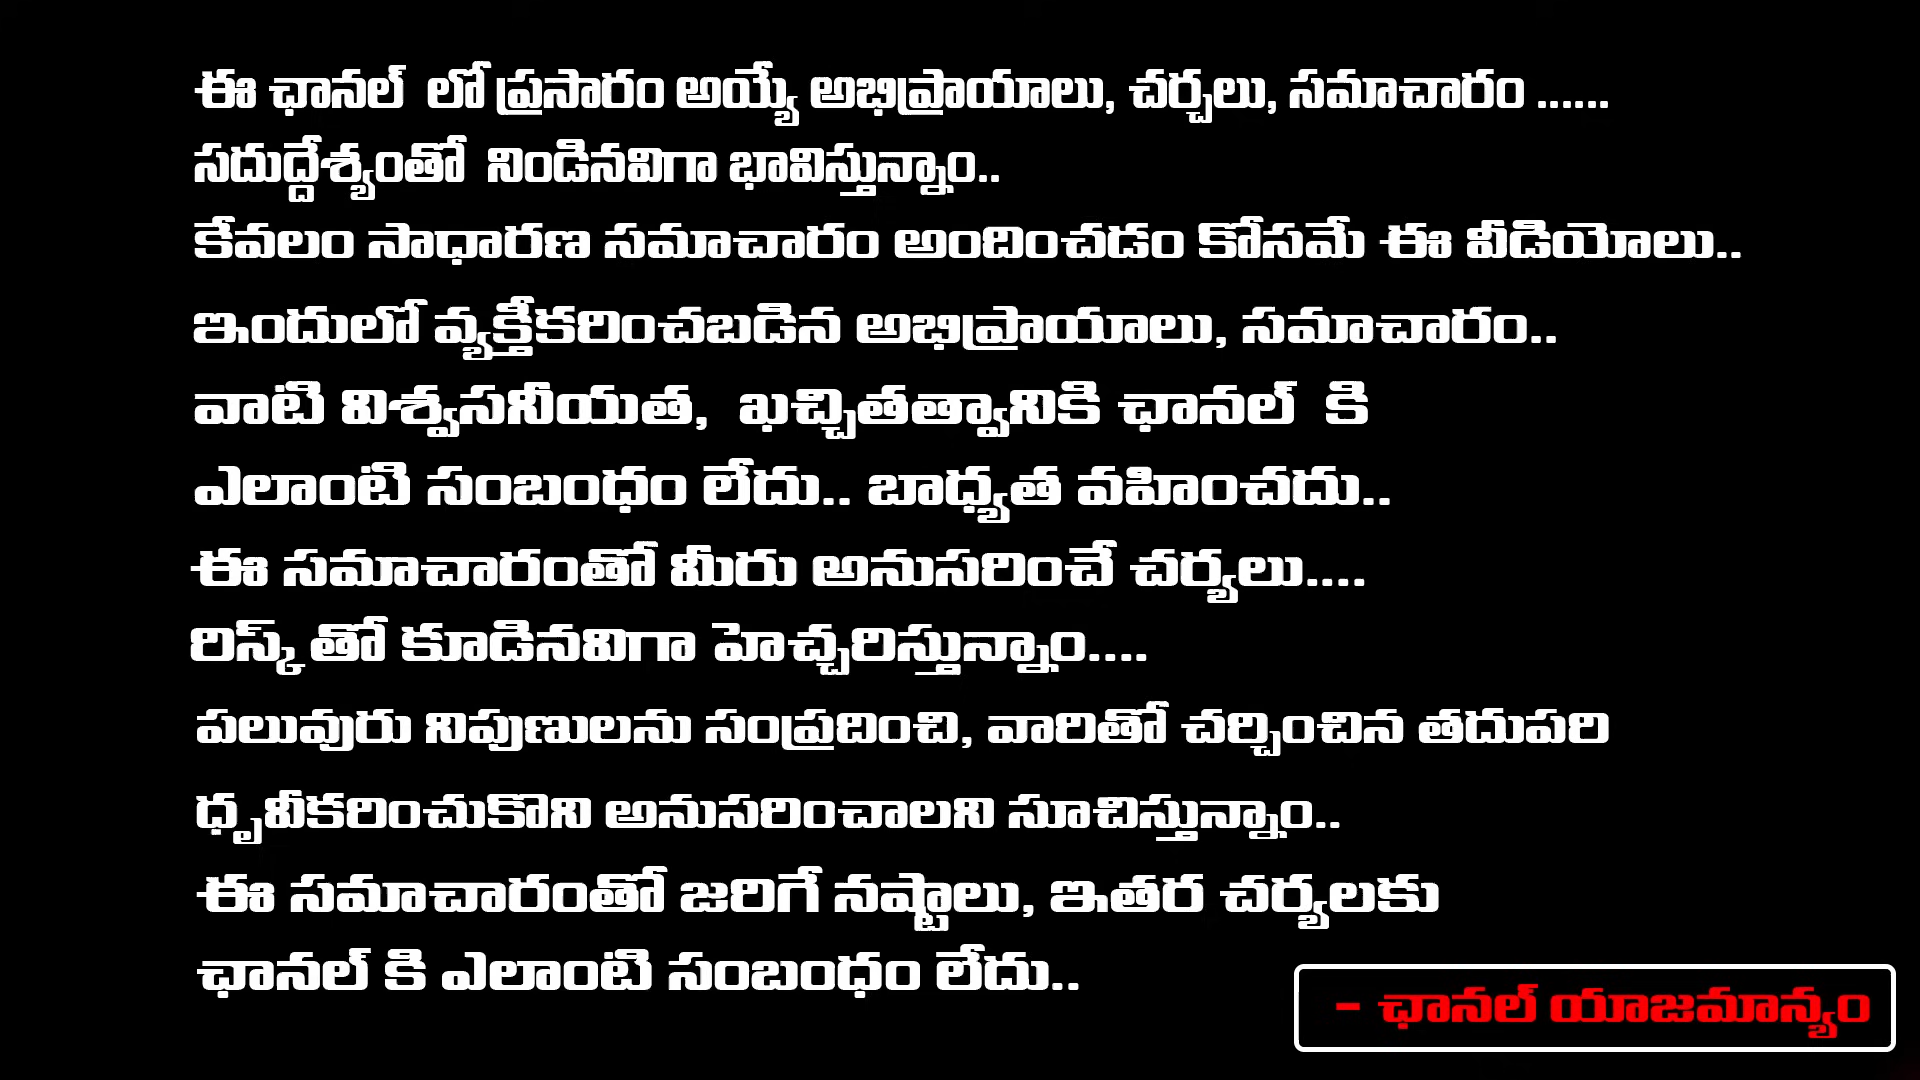 ఈ ఛానల్ లో ప్రసారం అయ్యే అభిప్రాయాలు, చర్చలు, సమాచారం ......
సదుద్దేశ్యంతో నిండినవిగా భావిస్తున్నాం..
కేవలం సాధారణ సమాచారం అందించడం కోసమే ఈ వీడియోలు..
ఇందులో వ్యక్తీకరించబడిన అభిప్రాయాలు, సమాచారం..
వాటి విశ్వసనీయత, ఖచ్చితత్వానికి ఛానల్ కి
ఎలాంటి సంబంధం లేదు.. బాధ్యత వహించదు..
ఈ సమాచారంతో మీరు అనుసరించే చర్యలు....
రిస్క్ తో కూడినవిగా హెచ్చరిస్తున్నాం....
పలువురు నిపుణులను సంప్రదించి, వారితో చర్చించిన తదుపరి
ధృవీకరించుకొని అనుసరించాలని సూచిస్తున్నాం..
ఈ సమాచారంతో జరిగే నష్టాలు, ఇతర చర్యలకు
ఛానల్ కి ఎలాంటి సంబంధం లేదు..
- ఛానల్ యాజమాన్యం